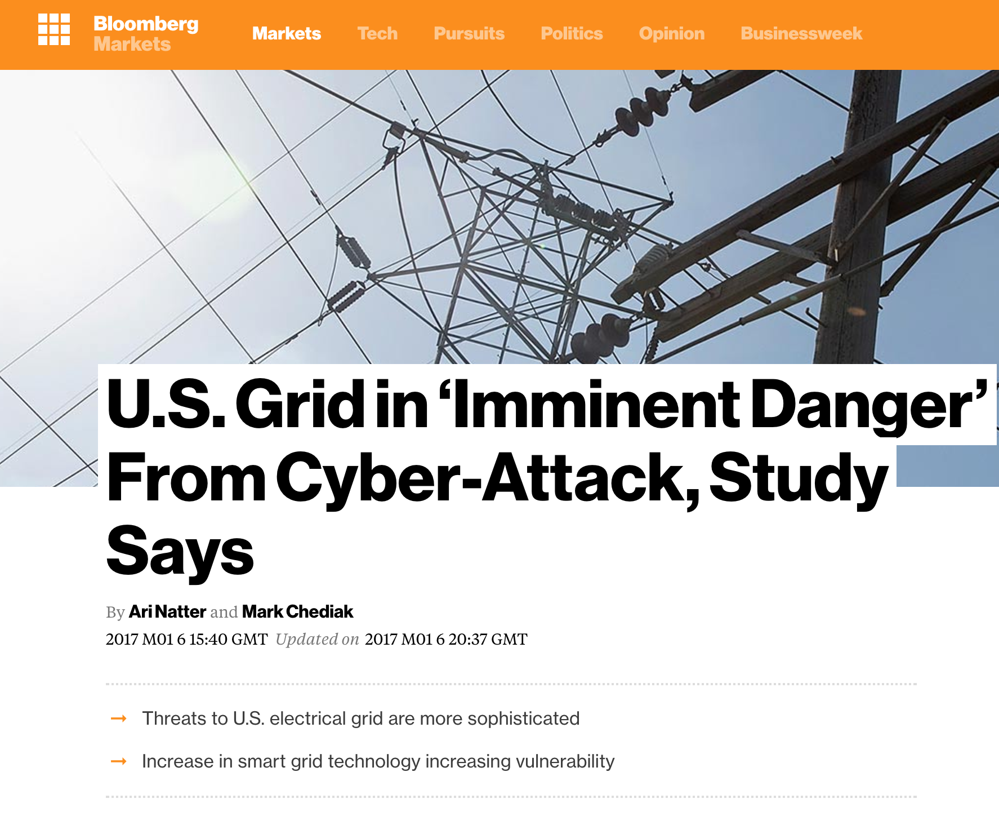 Bloomberg
Markets
Markets Tech Pursuits Politics Opinion Businessweek
U.S. Grid in ‘Imminent Danger’
From Cyber-Attack, Study
Says
By Ari Natter and Mark Chediak
2017 M01 6 15:40 GMT Updated on 2017 M01 6 20:37 GMT
→ Threats to U.S. electrical grid are more sophisticated
→ Increase in smart grid technology increasing vulnerability